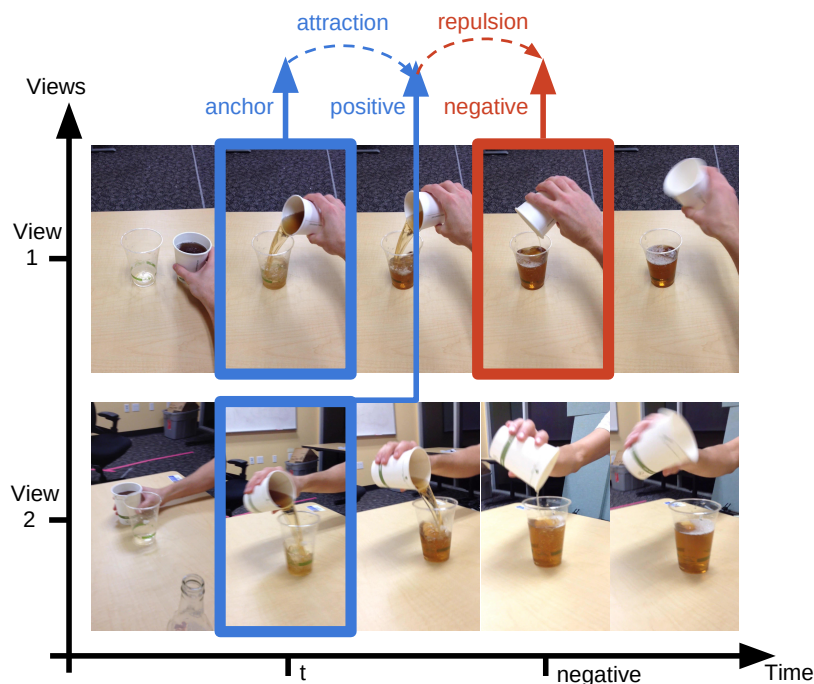 attraction
repulsion
Views
anchor
positive
negative
View
1
View
2
t
negative
Time